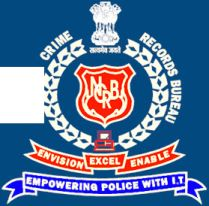 सत्यमेव जयते
CRIME RECORDS BUREAU
NCRB
ENVISION EXCEL ENABLE
EMPOWERING POLICE WITH I.T